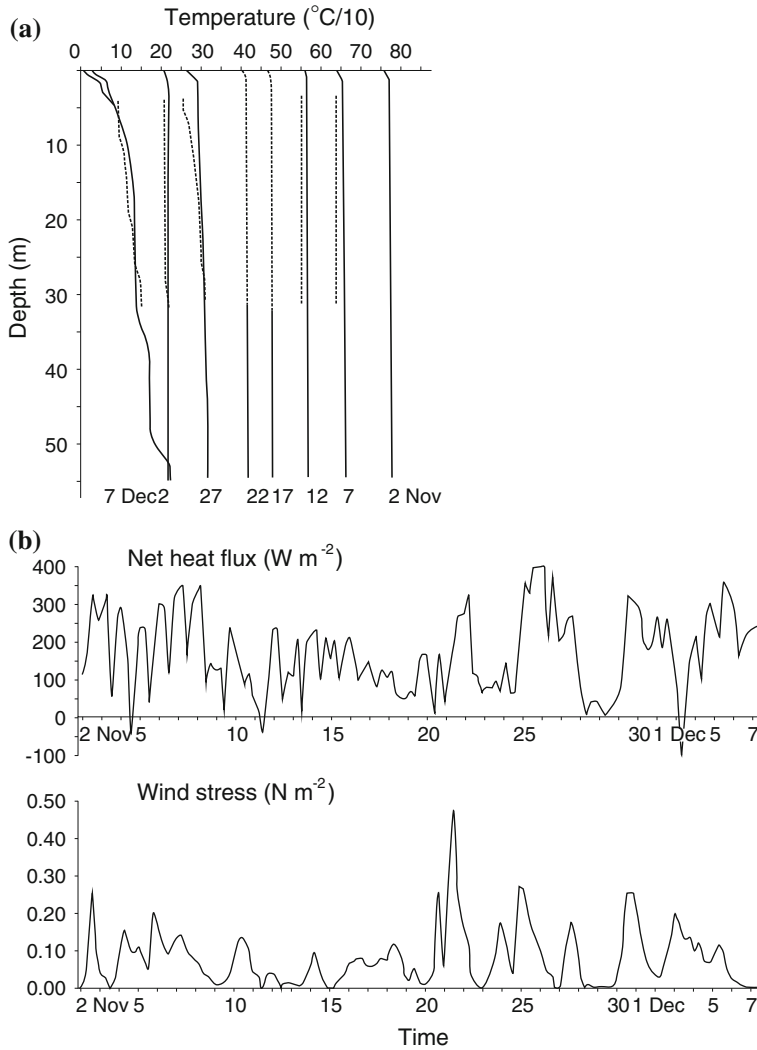 (a)
Temperature (°C/10)
0 10 20 30 40 50 60 70 80
Depth (m)
10
20
30
40
50
7 Dec 2 27 22 17 12 7 2 Nov
(b)
Net heat flux (W m-2)
400
300
200
100
0
-100
2 Nov 5 10 15 20 25 30 1 Dec 5 7
Wind stress (N m-2)
0.50
0.40
0.30
0.20
0.10
0.00
2 Nov 5 10 15 20 25 30 1 Dec 5 7
Time